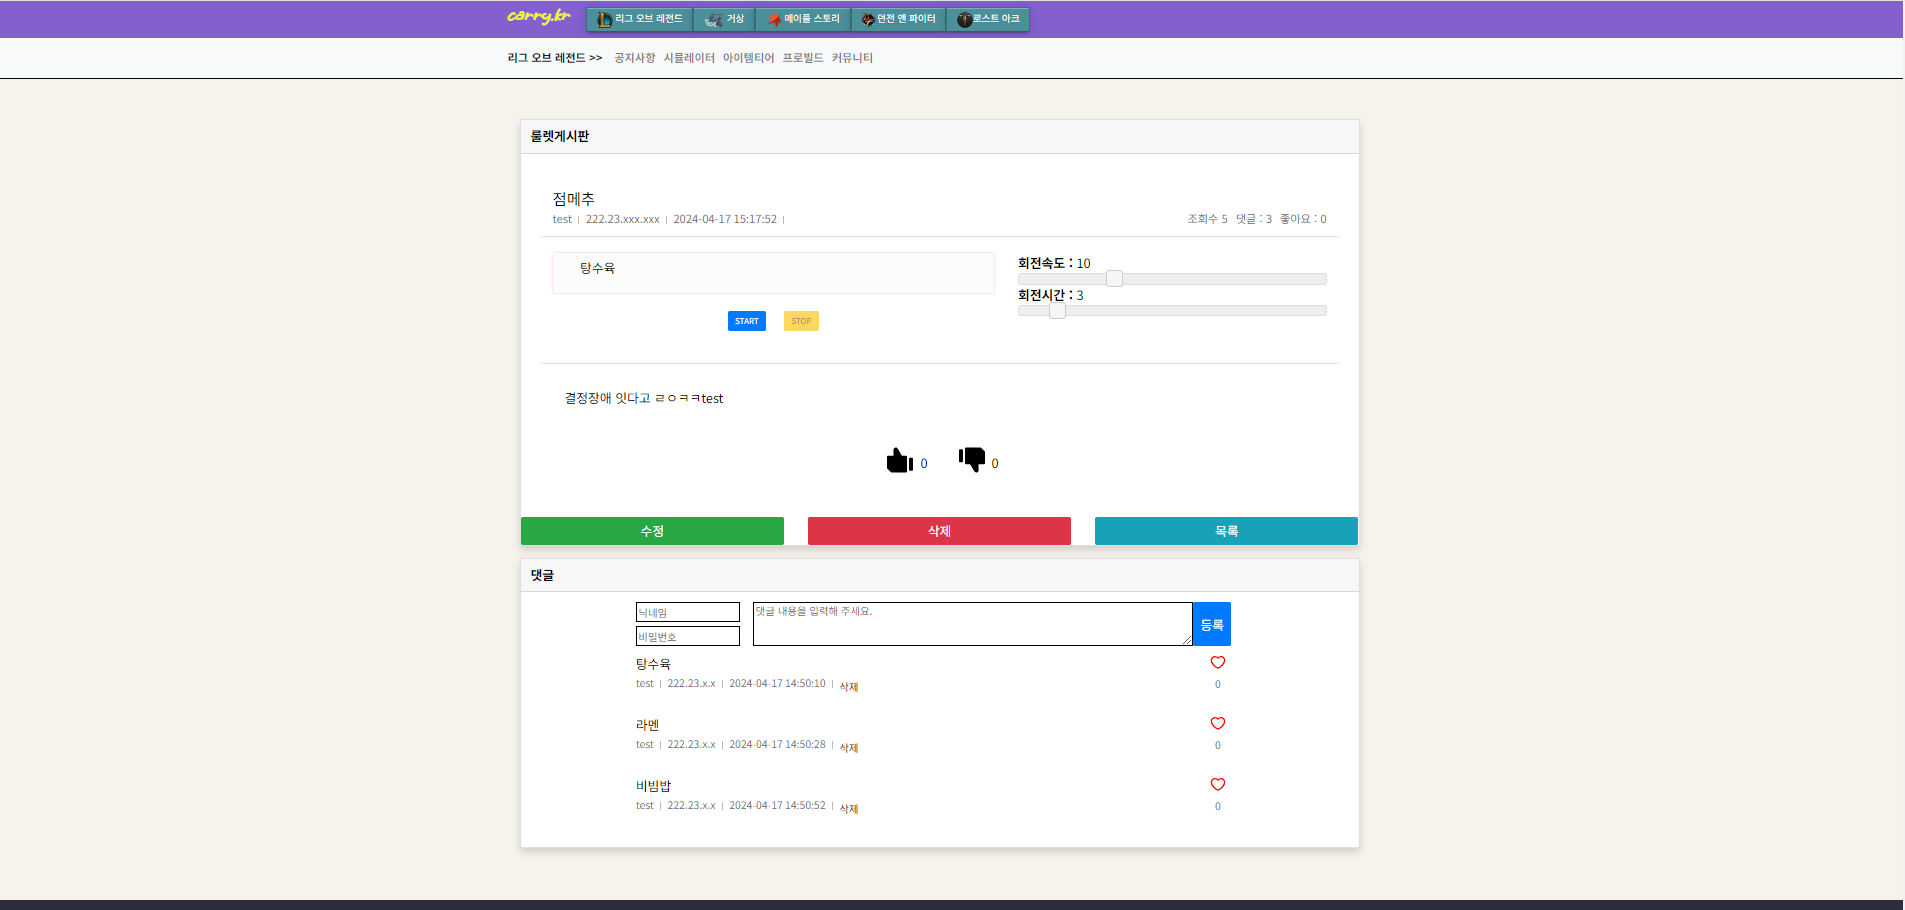 carry.kr 리그 오브 레전드 거상 메이플 스토리 던전 앤 파이터 로스트 아크
리그 오브 레전드 >> 공지사항 시뮬레이터 아이템티어 프로빌드 커뮤니티
룰렛게시판
점메추
test | 222.23.xxx.xxx | 2024-04-17 15:17:52 | 조회수 5 댓글 : 3 좋아요 : 0
탕수육
회전속도 : 10
회전시간 : 3
START STOP
결정장애 잇다고 ㄹㅇㅋㅋtest
0 0
수정 삭제 목록
댓글
닉네임
비밀번호
댓글 내용을 입력해 주세요.
등록
탕수육
test | 222.23.x.x | 2024-04-17 14:50:10 | 삭제 0
라멘
test | 222.23.x.x | 2024-04-17 14:50:28 | 삭제 0
비빔밥
test | 222.23.x.x | 2024-04-17 14:50:52 | 삭제 0